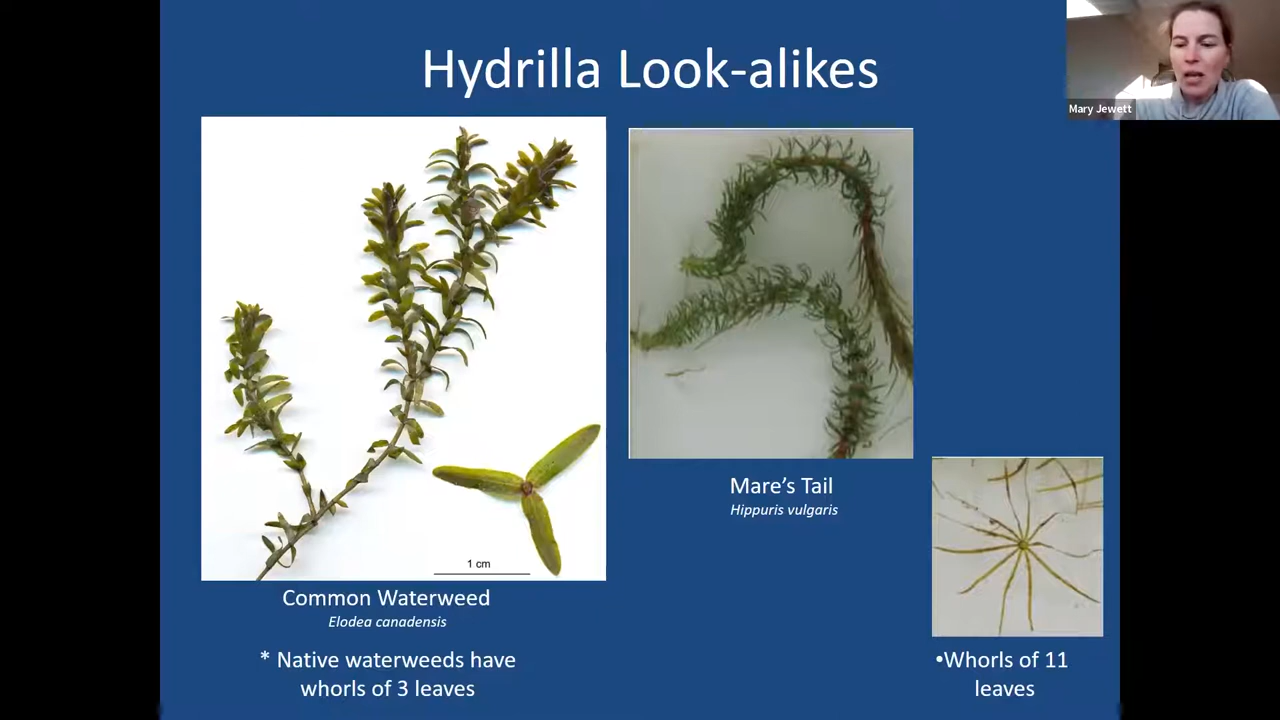 Hydrilla Look-alikes
Mary Jewett
1 cm
Common Waterweed
Elodea canadensis
* Native waterweeds have
whorls of 3 leaves
Mare’s Tail
Hippuris vulgaris
•Whorls of 11
leaves